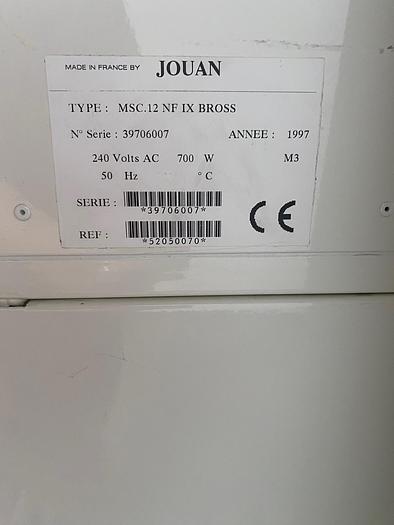 MADE IN FRANCE BY JOUAN
TYPE : MSC.12 NF IX BROSS
N° Serie : 39706007 ANNEE : 1997
240 Volts AC 700 W M3
50 Hz ° C
SERIE : *39706007*
REF : *52050070*
CE